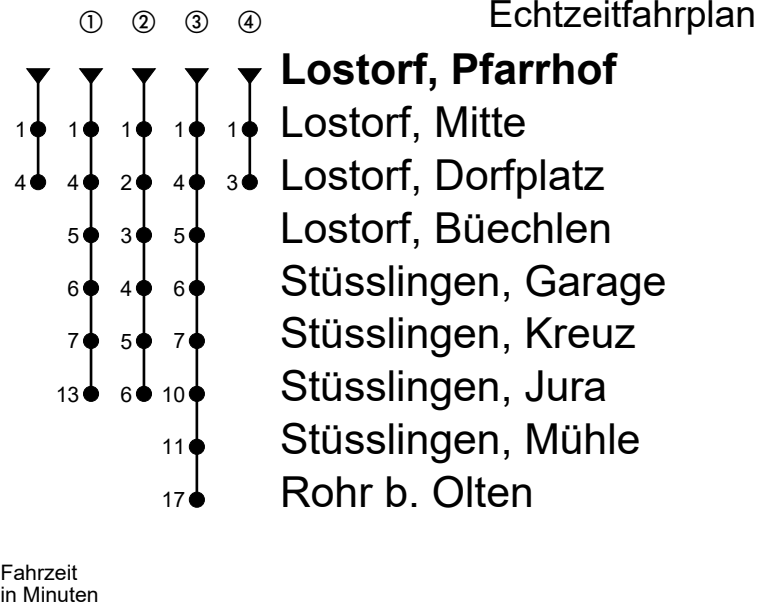 ① ② ③ ④ Echtzeitfahrplan
Lostorf, Pfarrhof
1 1 1 1 1 Lostorf, Mitte
4 4 2 4 3 Lostorf, Dorfplatz
5 3 5 Lostorf, Büechlen
6 4 6 Stüsslingen, Garage
7 5 7 Stüsslingen, Kreuz
13 6 10 Stüsslingen, Jura
11 Stüsslingen, Mühle
17 Rohr b. Olten
Fahrzeit
in Minuten